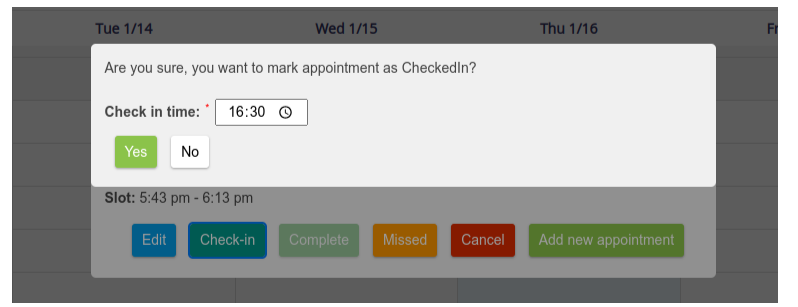 Tue 1/14 Wed 1/15 Thu 1/16 F
Are you sure, you want to mark appointment as CheckedIn?
Check in time: * 16:30
Yes No
Slot: 5:43 pm - 6:13 pm
Edit Check-in Complete Missed Cancel Add new appointment